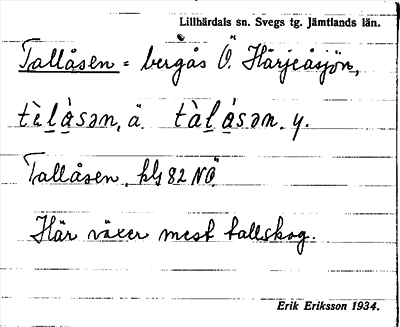 Lillhärdals sn. Svegs tg. Jämtlands län.
Tallåsen = bergås Ö. Härjeåsjön,
tèlåsən, ä. tàlåsən. y.
Tallåsen. kbl 82 NÖ.
Här växer mest tallskog.
Erik Eriksson 1934.